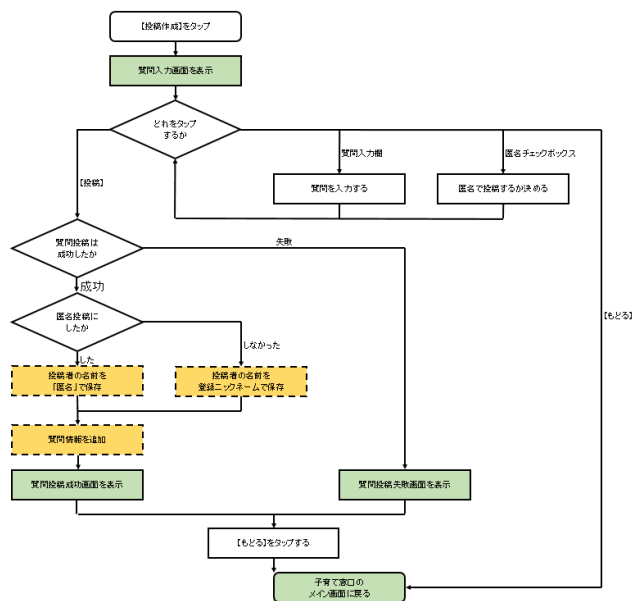 【投稿作成】をタップ
質問入力画面を表示
どれをタップ
するか
質問入力欄
匿名チェックボックス
【投稿】
質問を入力する
匿名で投稿するか決める
質問投稿は
成功したか
失敗
成功
匿名投稿に
したか
【もどる】
しなかった
した
投稿者の名前を
「匿名」で保存
投稿者の名前を
登録ニックネームで保存
質問情報を追加
質問投稿成功画面を表示
質問投稿失敗画面を表示
【もどる】をタップする
子育て窓口の
メイン画面に戻る